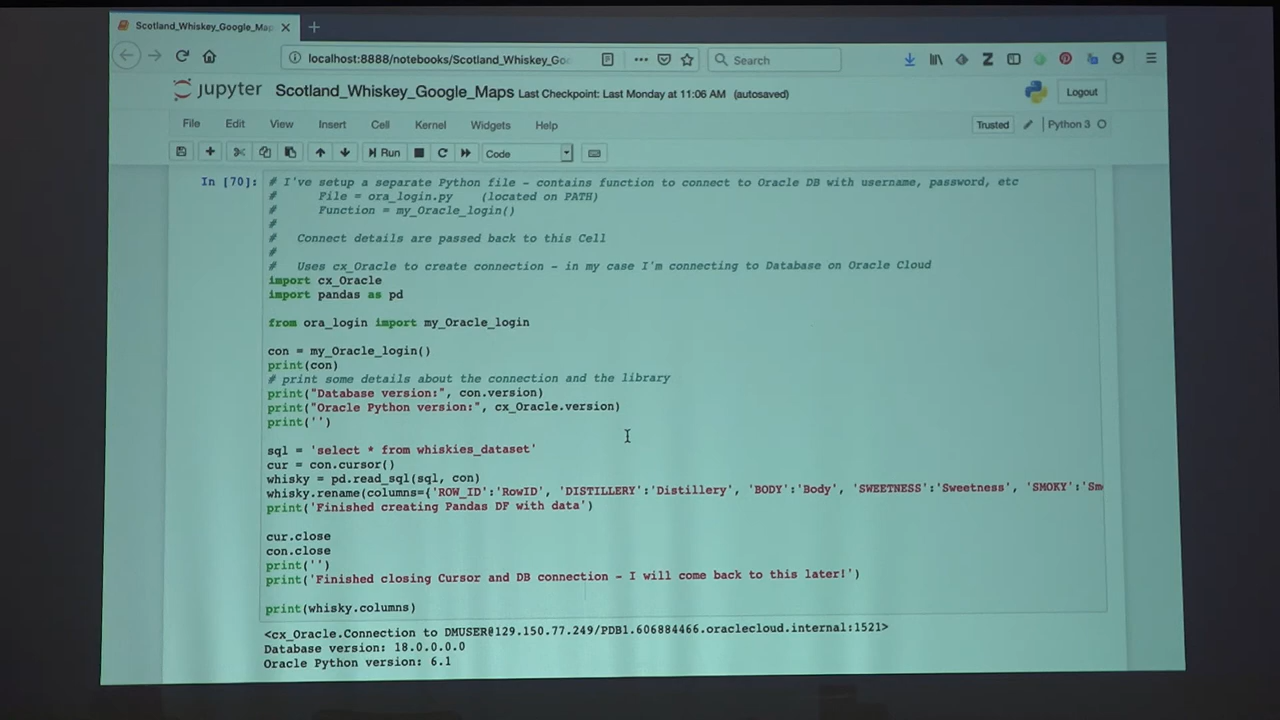 Scotland_Whiskey_Google_Map
localhost:8888/notebooks/Scotland_Whiskey_Go
Search
jupyter Scotland_Whiskey_Google_Maps Last Checkpoint: Last Monday at 11:06 AM (autosaved)
Logout
File Edit View Insert Cell Kernel Widgets Help
Trusted Python 3
Run Code
In [70]:
# I've setup a separate Python file - contains function to connect to Oracle DB with username, password, etc
# File = ora_login.py (located on PATH)
# Function = my_Oracle_login()
#
# Connect details are passed back to this Cell
#
# Uses cx_Oracle to create connection - in my case I'm connecting to Database on Oracle Cloud
import cx_Oracle
import pandas as pd
from ora_login import my_Oracle_login
con = my_Oracle_login()
print(con)
# print some details about the connection and the library
print("Database version:", con.version)
print("Oracle Python version:", cx_Oracle.version)
print('')
sql = 'select * from whiskies_dataset'
cur = con.cursor()
whisky = pd.read_sql(sql, con)
whisky.rename(columns={'ROW_ID':'RowID', 'DISTILLERY':'Distillery', 'BODY':'Body', 'SWEETNESS':'Sweetness', 'SMOKY':'Smo
print('Finished creating Pandas DF with data')
cur.close
con.close
print('')
print('Finished closing Cursor and DB connection - I will come back to this later!')
print(whisky.columns)
<cx_Oracle.Connection to DMUSER@129.150.77.249/PDB1.606884466.oraclecloud.internal:1521>
Database version: 18.0.0.0.0
Oracle Python version: 6.1